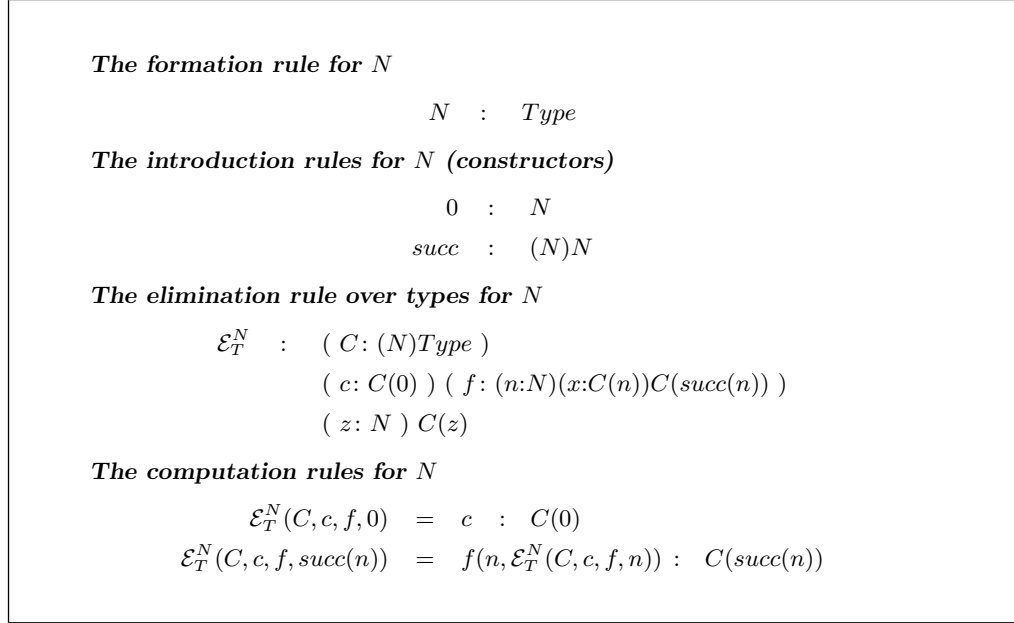 The formation rule for N
N : Type
The introduction rules for N (constructors)
0 : N
succ : (N)N
The elimination rule over types for N
ℰ_T^N : ( C : (N)Type )
( c : C(0) ) ( f : (n:N)(x:C(n))C(succ(n)) )
( z : N ) C(z)
The computation rules for N
ℰ_T^N(C, c, f, 0) = c : C(0)
ℰ_T^N(C, c, f, succ(n)) = f(n, ℰ_T^N(C, c, f, n)) : C(succ(n))